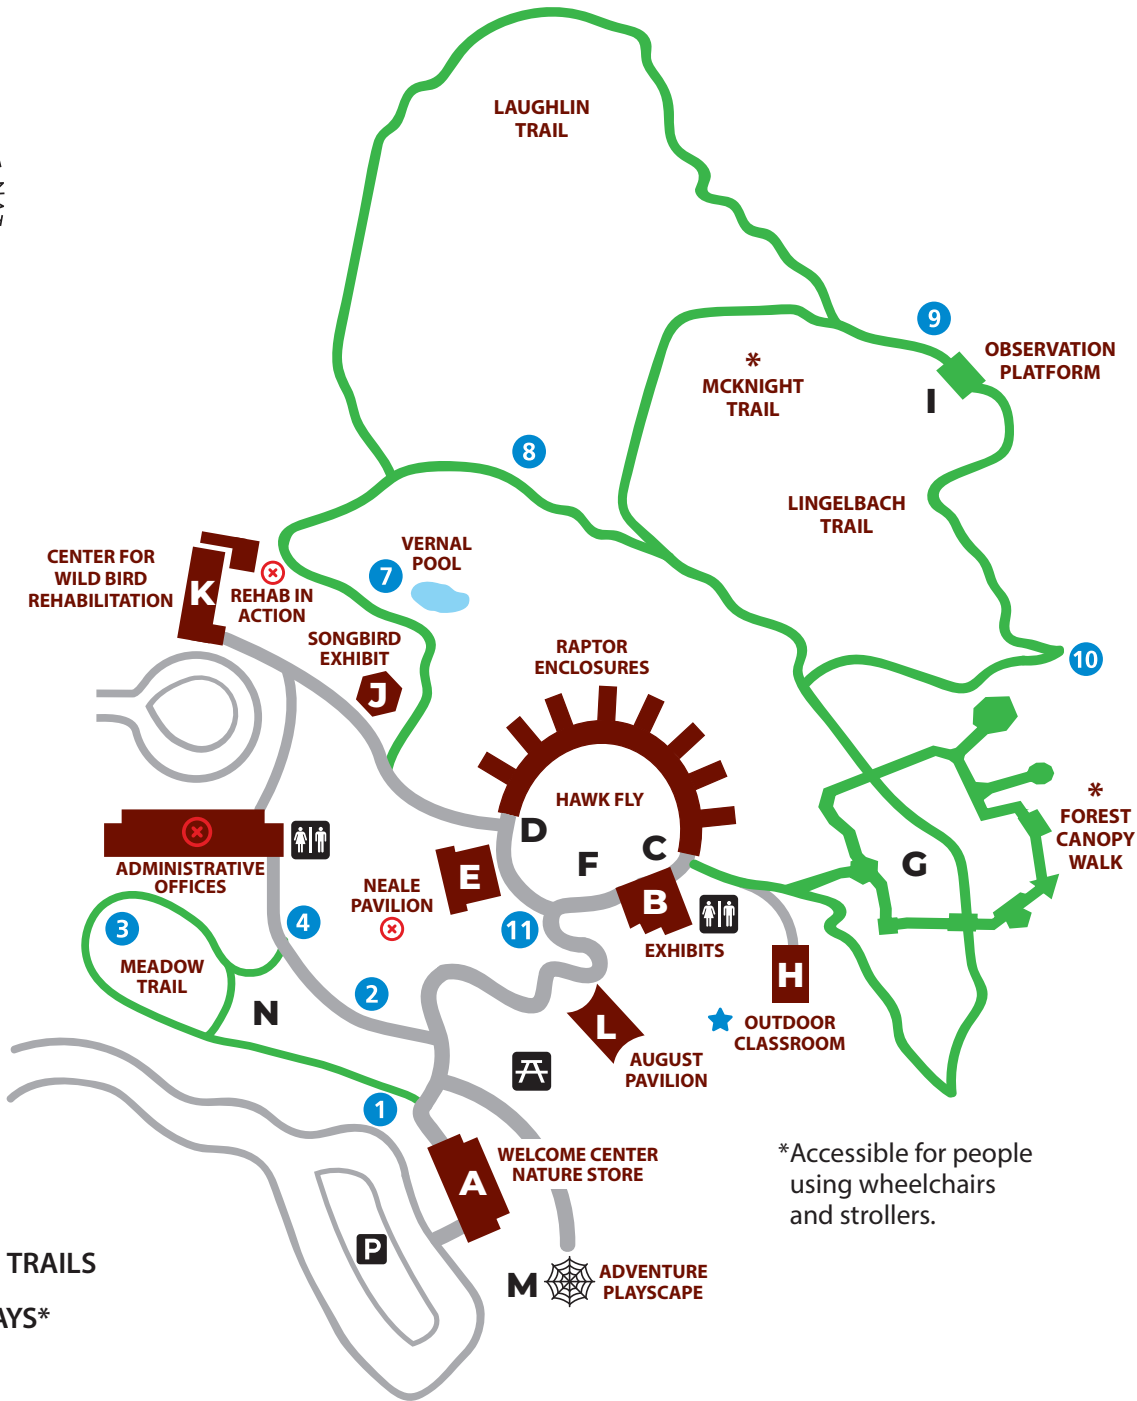 LAUGHLIN
TRAIL
9
OBSERVATION
PLATFORM
*
MCKNIGHT
TRAIL
I
8
LINGELBACH
TRAIL
VERNAL
POOL
7
CENTER FOR
WILD BIRD
REHABILITATION
K
REHAB IN
ACTION
SONGBIRD
EXHIBIT
J
RAPTOR
ENCLOSURES
10
HAWK FLY
D
C
F
*
FOREST
CANOPY
WALK
G
ADMINISTRATIVE
OFFICES
E
NEALE
PAVILION
B
EXHIBITS
3
4
11
MEADOW
TRAIL
N
2
H
OUTDOOR
CLASSROOM
L
AUGUST
PAVILION
1
A
WELCOME CENTER
NATURE STORE
*Accessible for people
using wheelchairs
and strollers.
P
TRAILS
M
ADVENTURE
PLAYSCAPE
AYS*